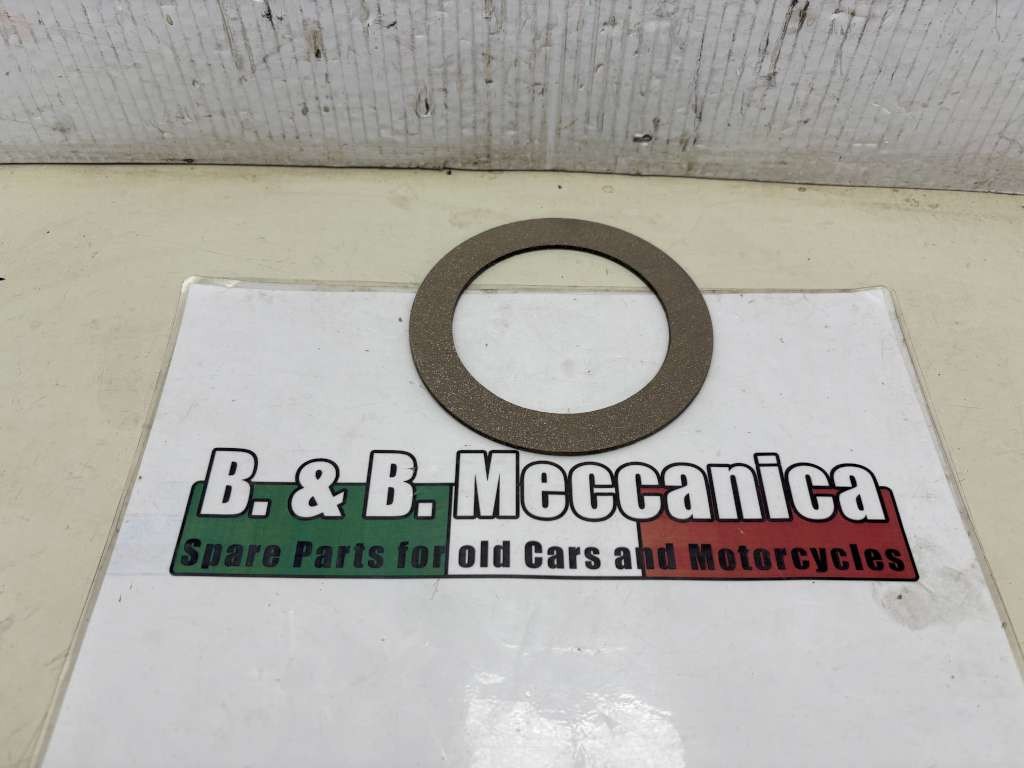 B. & B. Meccanica
Spare Parts for old Cars and Motorcycles